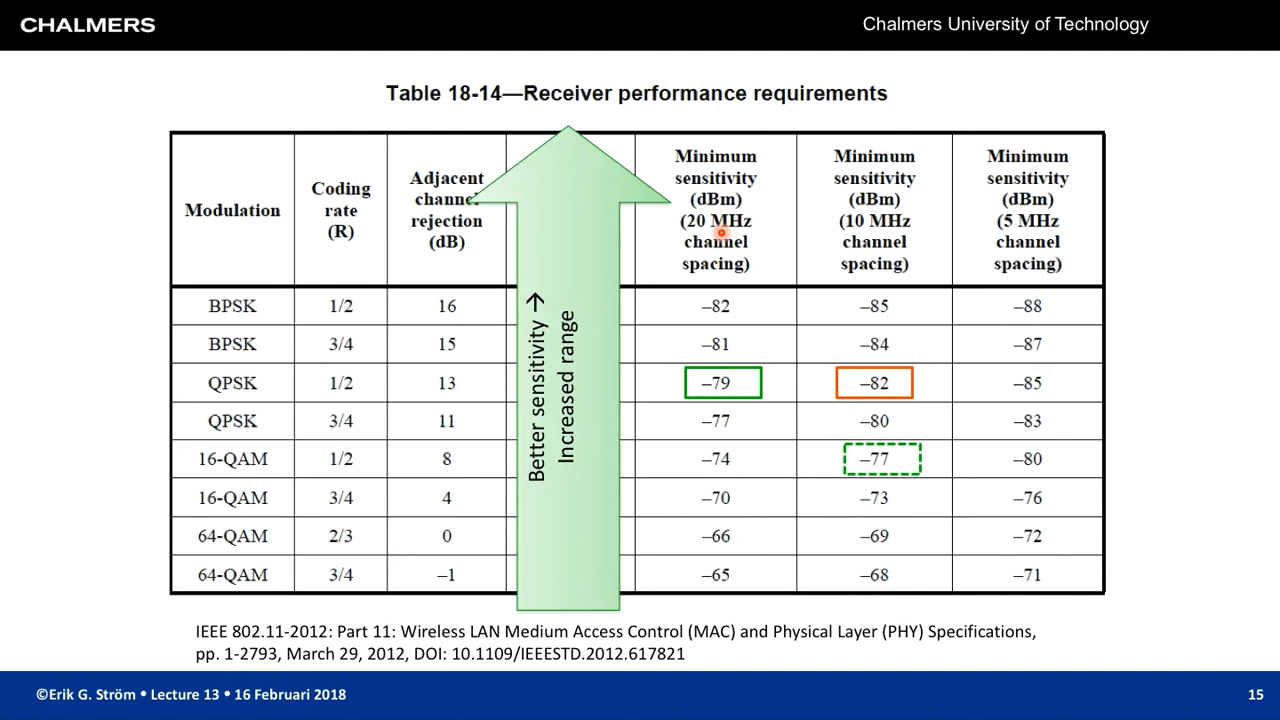 CHALMERS
Chalmers University of Technology
Table 18-14—Receiver performance requirements
Modulation
Coding rate (R)
Adjacent channel rejection (dB)
Minimum sensitivity (dBm) (20 MHz channel spacing)
Minimum sensitivity (dBm) (10 MHz channel spacing)
Minimum sensitivity (dBm) (5 MHz channel spacing)
BPSK 1/2 16 –82 –85 –88
BPSK 3/4 15 –81 –84 –87
QPSK 1/2 13 –79 –82 –85
QPSK 3/4 11 –77 –80 –83
16-QAM 1/2 8 –74 –77 –80
16-QAM 3/4 4 –70 –73 –76
64-QAM 2/3 0 –66 –69 –72
64-QAM 3/4 –1 –65 –68 –71
Better sensitivity →
Increased range
IEEE 802.11-2012: Part 11: Wireless LAN Medium Access Control (MAC) and Physical Layer (PHY) Specifications,
pp. 1-2793, March 29, 2012, DOI: 10.1109/IEEESTD.2012.617821
©Erik G. Ström • Lecture 13 • 16 Februari 2018
15